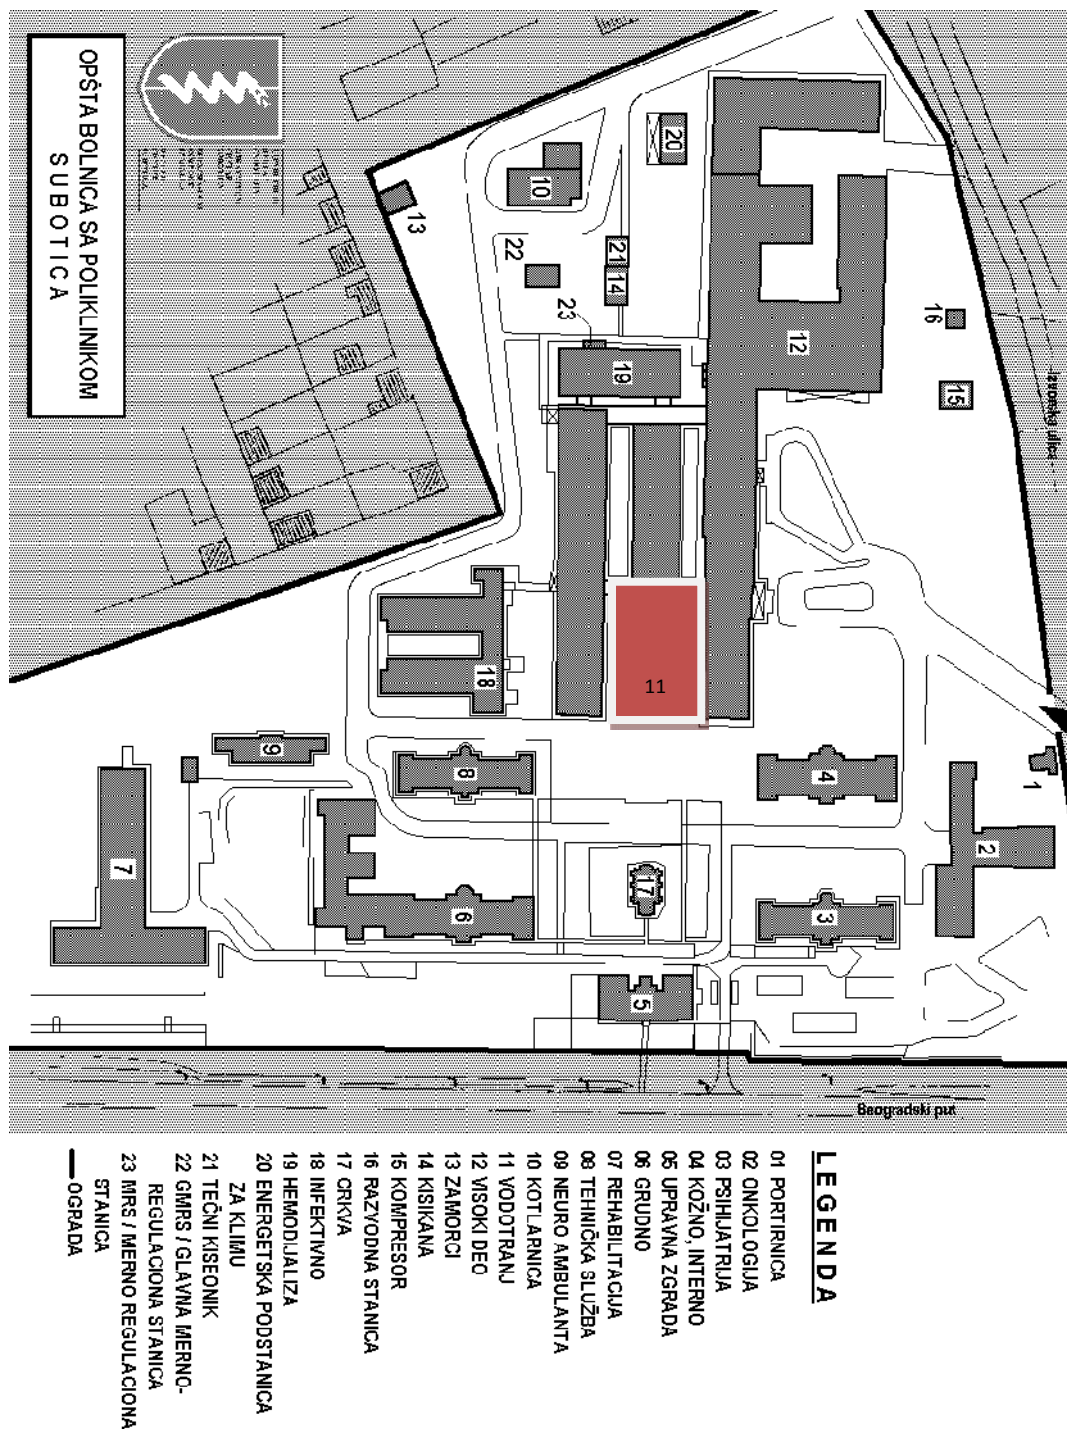 OPŠTA BOLNICA SA POLIKLINIKOM
SUBOTICA
13
10
20
22
21
14
23
19
12
16
15
Izvorska ulica
11
18
9
8
4
1
7
6
17
3
2
5
Beogradski put
LEGENDA
01 PORTIRNICA
02 ONKOLOGIJA
03 PSIHIJATRIJA
04 KOŽNO, INTERNO
05 UPRAVNA ZGRADA
06 GRUDNO
07 REHABILITACIJA
08 TEHNIČKA SLUŽBA
09 NEURO AMBULANTA
10 KOTLARNICA
11 VODOTRANJ
12 VISOKI DEO
13 ZAMORCI
14 KISIKANA
15 KOMPRESOR
16 RAZVODNA STANICA
17 CRKVA
18 INFEKTIVNO
19 HEMODIJALIZA
20 ENERGETSKA PODSTANICA
ZA KLIMU
21 TEČNI KISEONIK
22 GMRS / GLAVNA MERNO-
REGULACIONA STANICA
23 MRS / MERNO REGULACIONA
STANICA
OGRADA